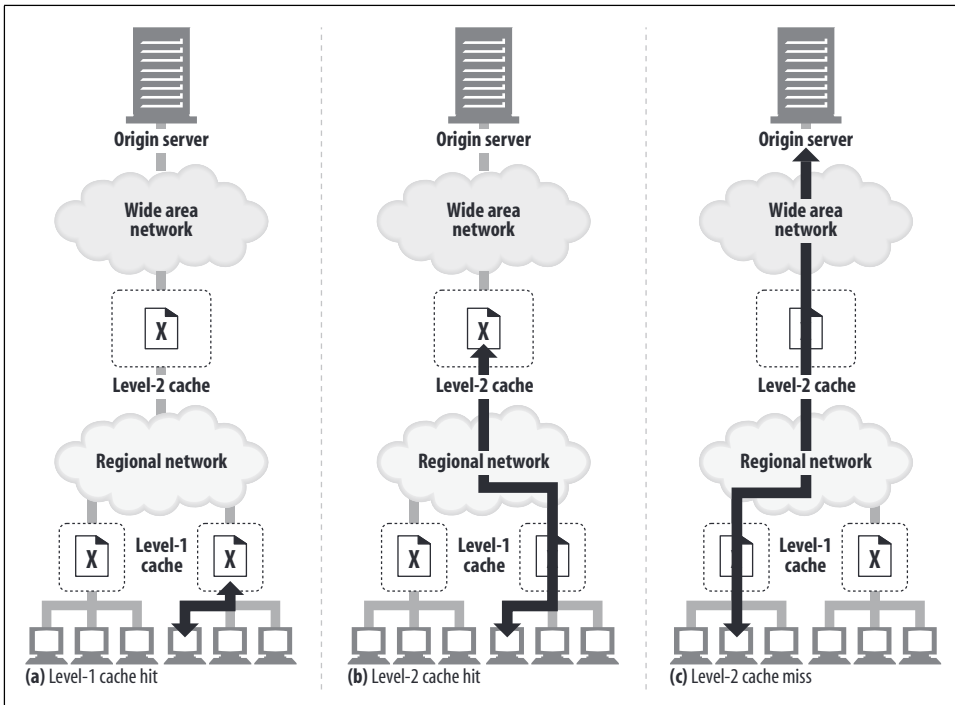 Origin server
Wide area
network
X
Level-2 cache
Regional network
X
Level-1
cache
X
(a) Level-1 cache hit
Origin server
Wide area
network
X
Level-2 cache
Regional network
X
Level-1
cache
(b) Level-2 cache hit
Origin server
Wide area
network
Level-2 cache
Regional network
Level-1
cache
X
(c) Level-2 cache miss